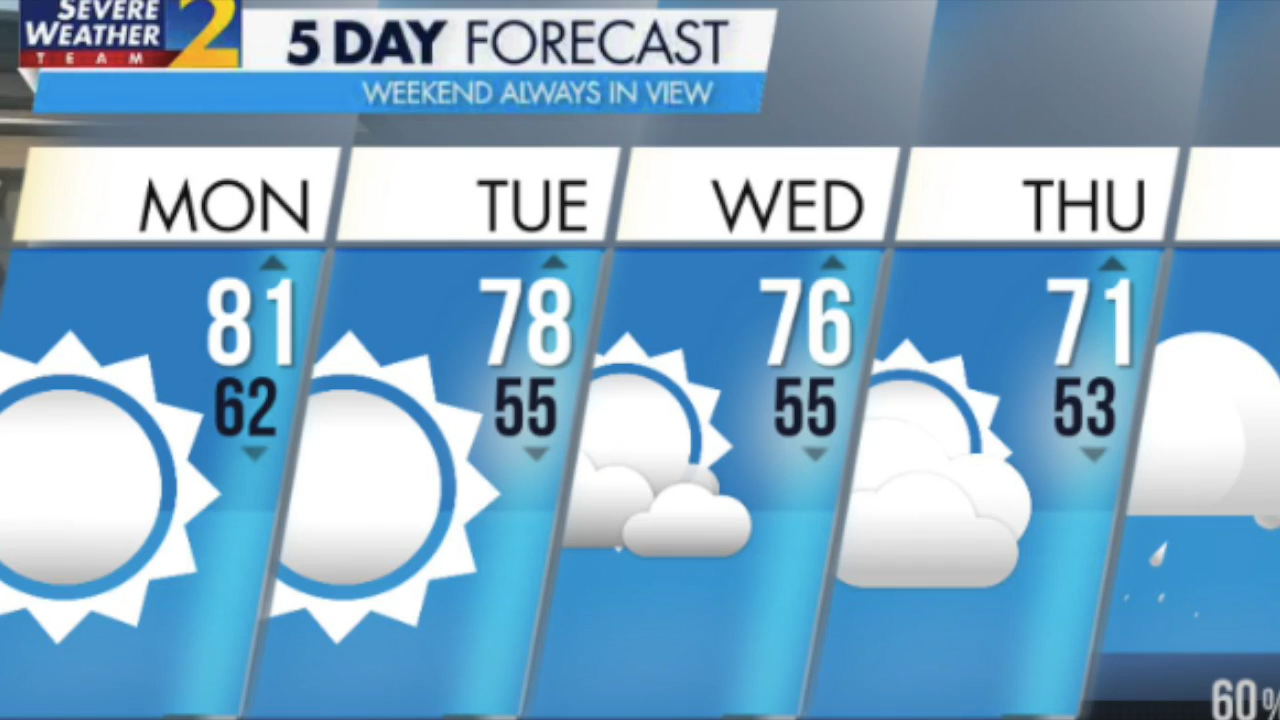 SEVERE
WEATHER 2
TEAM
5 DAY FORECAST
WEEKEND ALWAYS IN VIEW
MON TUE WED THU
81 78 76 71
62 55 55 53
60%